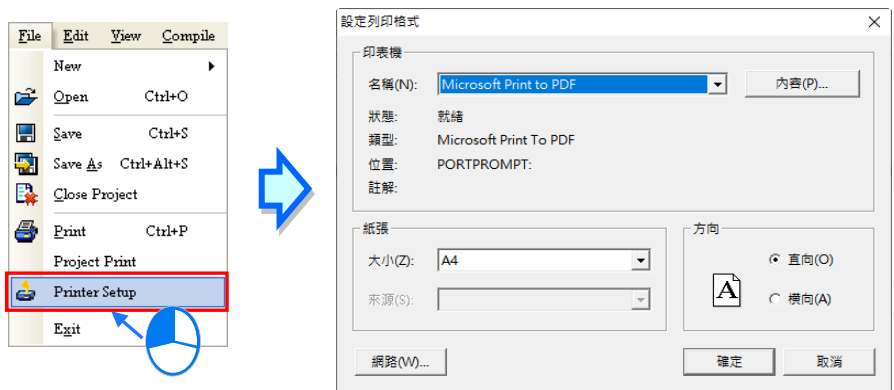 File Edit View Compile
New
Open Ctrl+O
Save Ctrl+S
Save As Ctrl+Alt+S
Close Project
Print Ctrl+P
Project Print
Printer Setup
Exit
設定列印格式
印表機
名稱(N): Microsoft Print to PDF 內容(P)...
狀態: 就緒
類型: Microsoft Print To PDF
位置: PORTPROMPT:
註解:
紙張
大小(Z): A4
來源(S):
方向
A
直向(O)
橫向(A)
網路(W)... 確定 取消